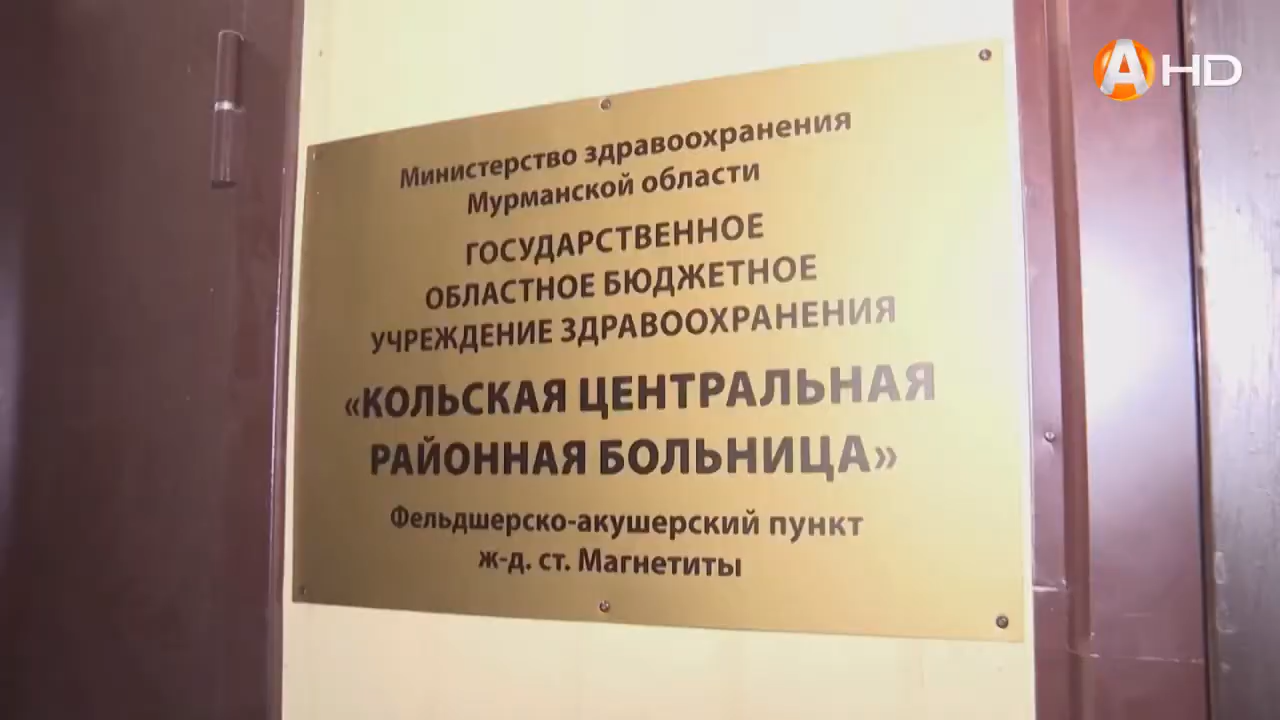 А HD
Министерство здравоохранения
Мурманской области
ГОСУДАРСТВЕННОЕ
ОБЛАСТНОЕ БЮДЖЕТНОЕ
УЧРЕЖДЕНИЕ ЗДРАВООХРАНЕНИЯ
«КОЛЬСКАЯ ЦЕНТРАЛЬНАЯ
РАЙОННАЯ БОЛЬНИЦА»
Фельдшерско-акушерский пункт
ж-д. ст. Магнетиты